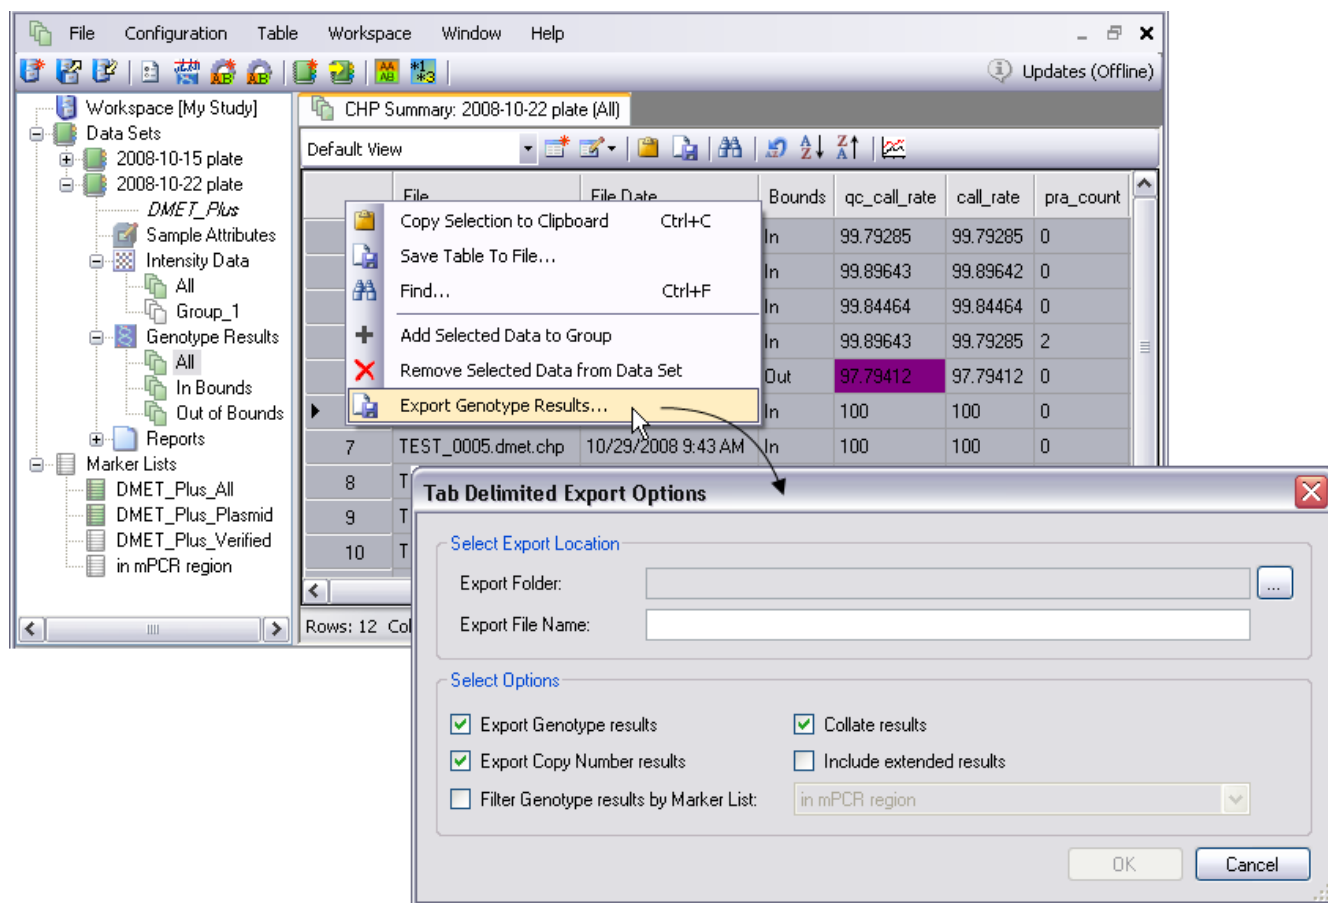 File Configuration Table Workspace Window Help
Updates (Offline)
Workspace [My Study]
Data Sets
2008-10-15 plate
2008-10-22 plate
DMET_Plus
Sample Attributes
Intensity Data
All
Group_1
Genotype Results
All
In Bounds
Out of Bounds
Reports
Marker Lists
DMET_Plus_All
DMET_Plus_Plasmid
DMET_Plus_Verified
in mPCR region
CHP Summary: 2008-10-22 plate (All)
Default View
File File Date Bounds qc_call_rate call_rate pra_count
In 99.79285 99.79285 0
In 99.89643 99.89642 0
In 99.84464 99.84464 0
In 99.89643 99.79285 2
Out 97.79412 97.79412 0
In 100 100 0
7 TEST_0005.dmet.chp 10/29/2008 9:43 AM In 100 100 0
8 T
9 T
10 T
Rows: 12 Col
Copy Selection to Clipboard Ctrl+C
Save Table To File...
Find... Ctrl+F
Add Selected Data to Group
Remove Selected Data from Data Set
Export Genotype Results...
Tab Delimited Export Options
Select Export Location
Export Folder:
...
Export File Name:
Select Options
Export Genotype results Collate results
Export Copy Number results Include extended results
Filter Genotype results by Marker List: in mPCR region
OK Cancel